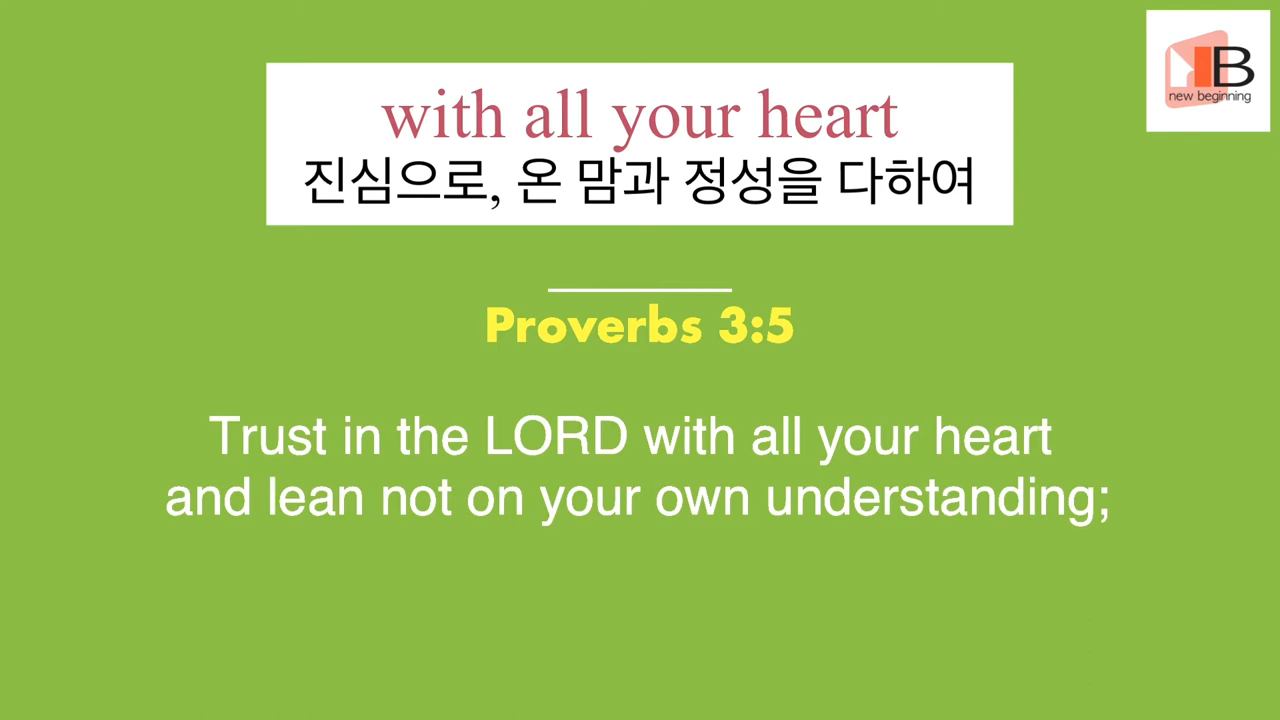 B
new beginning
with all your heart
진심으로, 온 맘과 정성을 다하여
Proverbs 3:5
Trust in the LORD with all your heart
and lean not on your own understanding;